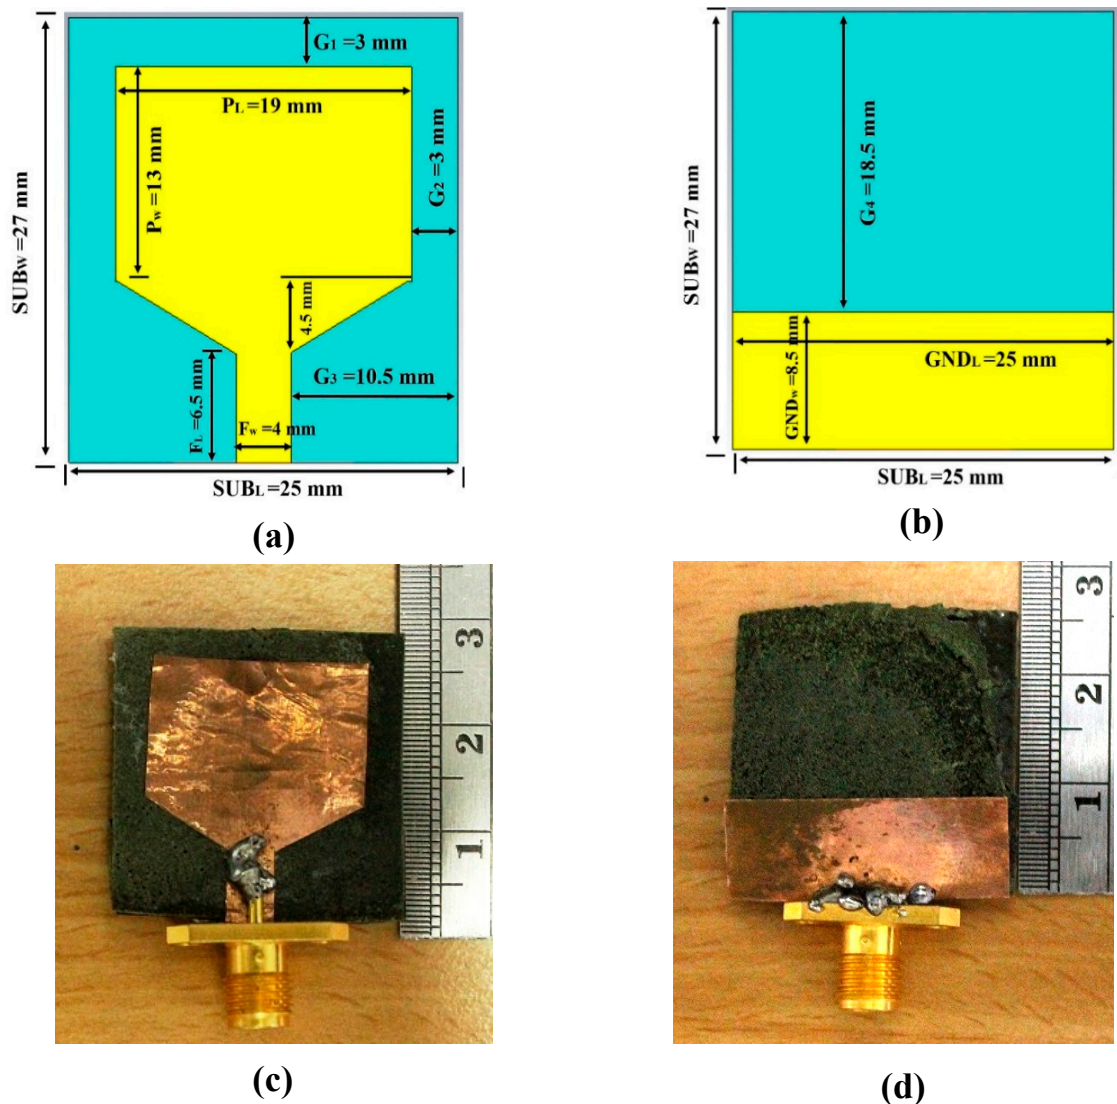 G₁ =3 mm
PL =19 mm
Pw =13 mm
G₂ =3 mm
SUBw =27 mm
4.5 mm
G₃ =10.5 mm
FL =6.5 mm
Fw =4 mm
SUBL =25 mm
(a)
G₄ =18.5 mm
SUBw =27 mm
GNDL =25 mm
GNDw =8.5 mm
SUBL =25 mm
(b)
3
2
1
(c)
3
2
1
(d)